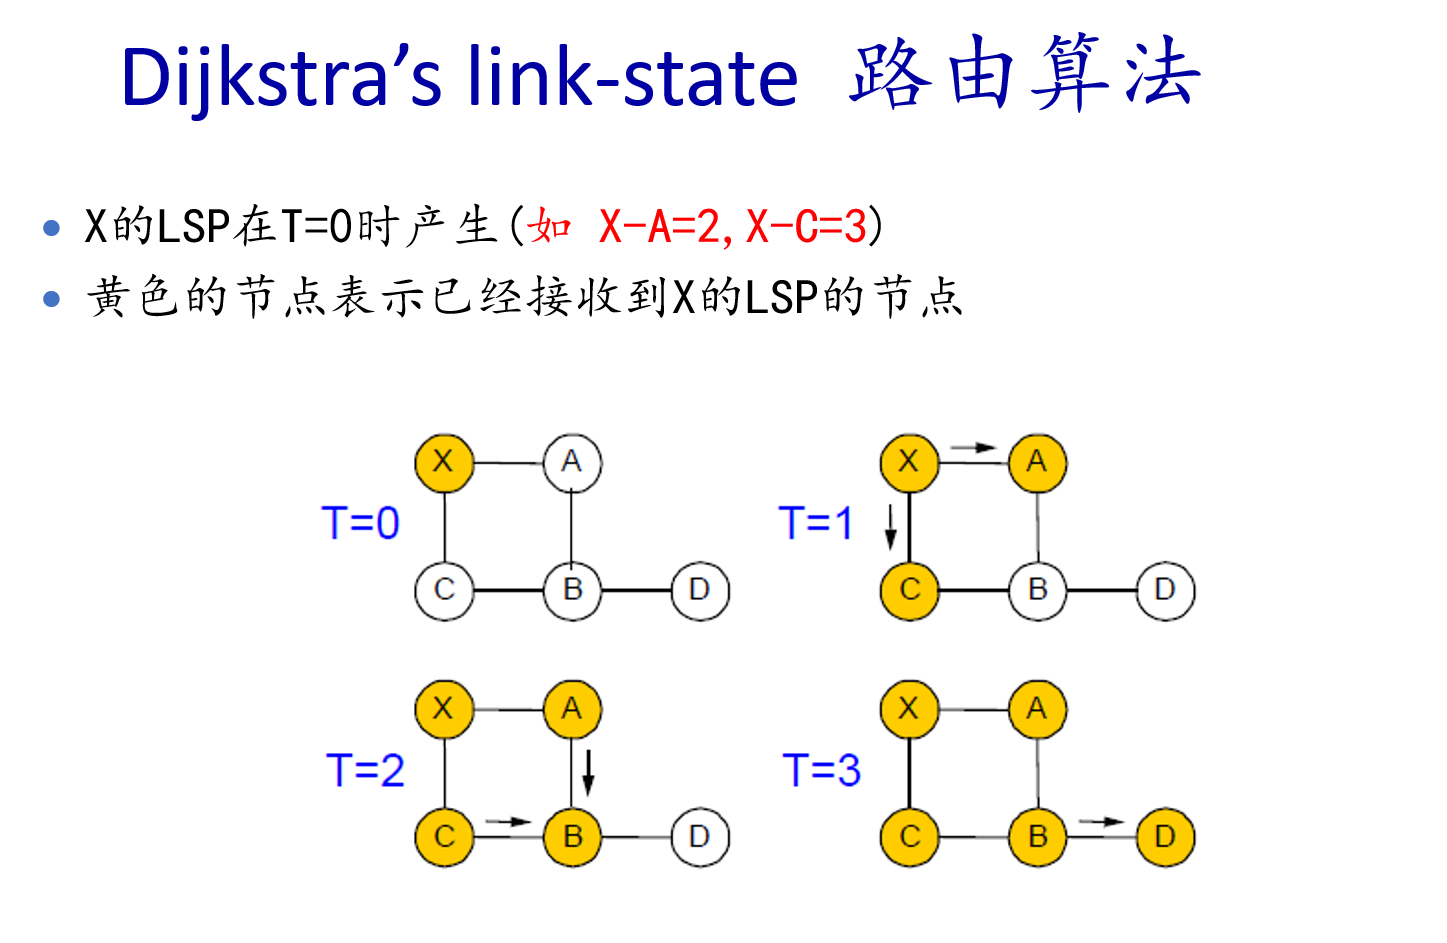 Dijkstra’s link-state 路由算法
X的LSP在T=0时产生(如 X-A=2,X-C=3)
黄色的节点表示已经接收到X的LSP的节点
X A
T=0
C B D
X A
T=1
C B D
X A
T=2
C B D
X A
T=3
C B D